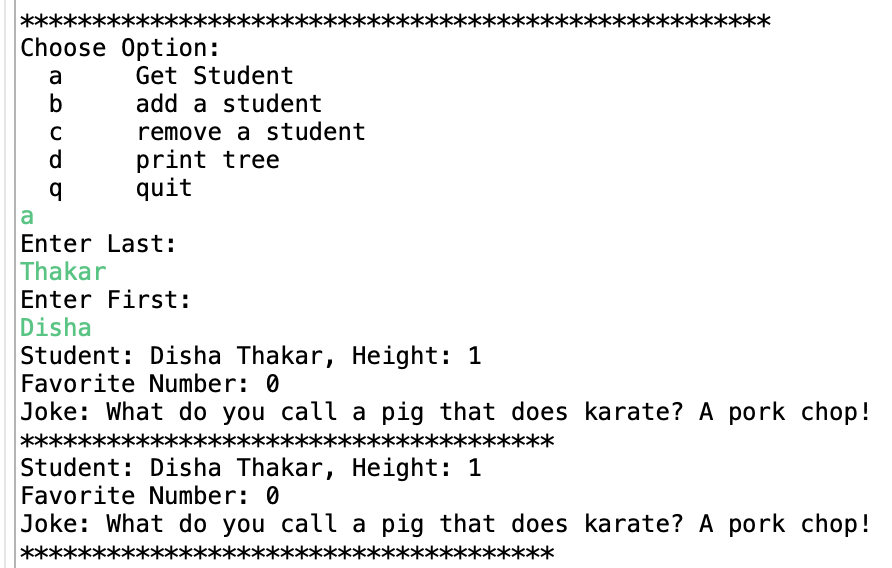 ****************************************************
Choose Option:
  a     Get Student
  b     add a student
  c     remove a student
  d     print tree
  q     quit
a
Enter Last:
Thakar
Enter First:
Disha
Student: Disha Thakar, Height: 1
Favorite Number: 0
Joke: What do you call a pig that does karate? A pork chop!
*************************************
Student: Disha Thakar, Height: 1
Favorite Number: 0
Joke: What do you call a pig that does karate? A pork chop!
*************************************